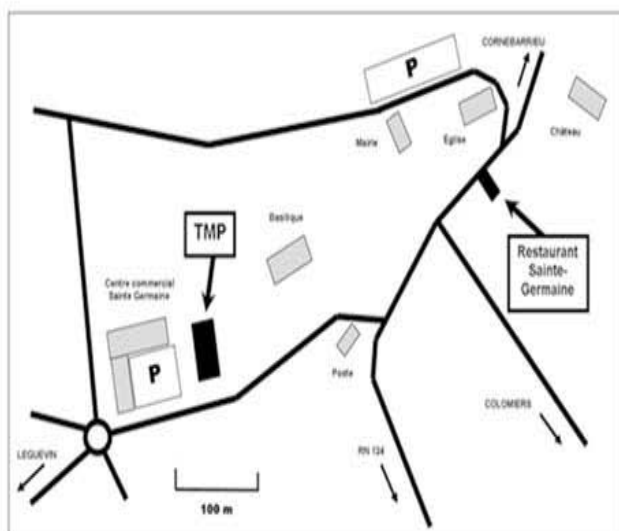 CORNEBARRIEU
P
Mairie
Eglise
Château
TMP
Basilique
Restaurant
Sainte-
Germaine
Centre commercial
Sainte Germaine
P
Poste
COLOMIERS
LEGUEVIN
RN 124
100 m